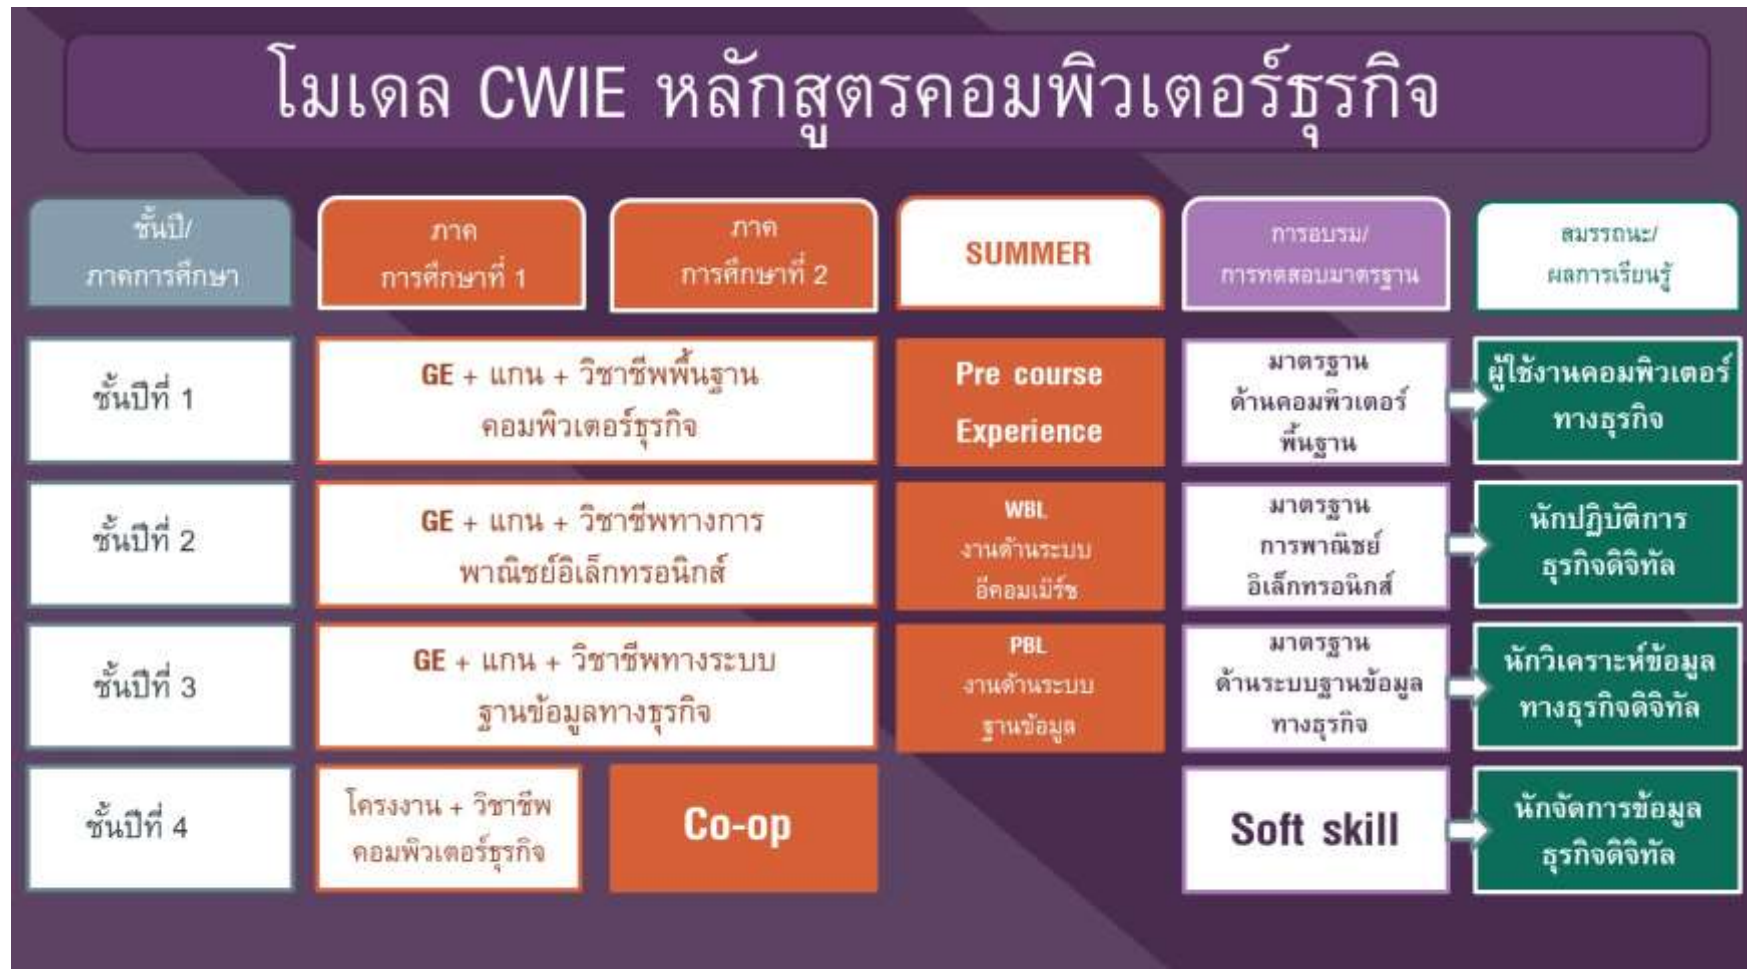 โมเดล CWIE หลักสูตรคอมพิวเตอร์ธุรกิจ
ชั้นปี/
ภาคการศึกษา
ภาค
การศึกษาที่ 1
ภาค
การศึกษาที่ 2
SUMMER
การอบรม/
การทดสอบมาตรฐาน
สมรรถนะ/
ผลการเรียนรู้
ชั้นปีที่ 1
GE + แกน + วิชาชีพพื้นฐาน
คอมพิวเตอร์ธุรกิจ
Pre course
Experience
มาตรฐาน
ด้านคอมพิวเตอร์
พื้นฐาน
ผู้ใช้งานคอมพิวเตอร์
ทางธุรกิจ
ชั้นปีที่ 2
GE + แกน + วิชาชีพทางการ
พาณิชย์อิเล็กทรอนิกส์
WBL
งานด้านระบบ
อีคอมเมิร์ซ
มาตรฐาน
การพาณิชย์
อิเล็กทรอนิกส์
นักปฏิบัติการ
ธุรกิจดิจิทัล
ชั้นปีที่ 3
GE + แกน + วิชาชีพทางระบบ
ฐานข้อมูลทางธุรกิจ
PBL
งานด้านระบบ
ฐานข้อมูล
มาตรฐาน
ด้านระบบฐานข้อมูล
ทางธุรกิจ
นักวิเคราะห์ข้อมูล
ทางธุรกิจดิจิทัล
ชั้นปีที่ 4
โครงงาน + วิชาชีพ
คอมพิวเตอร์ธุรกิจ
Co-op
Soft skill
นักจัดการข้อมูล
ธุรกิจดิจิทัล